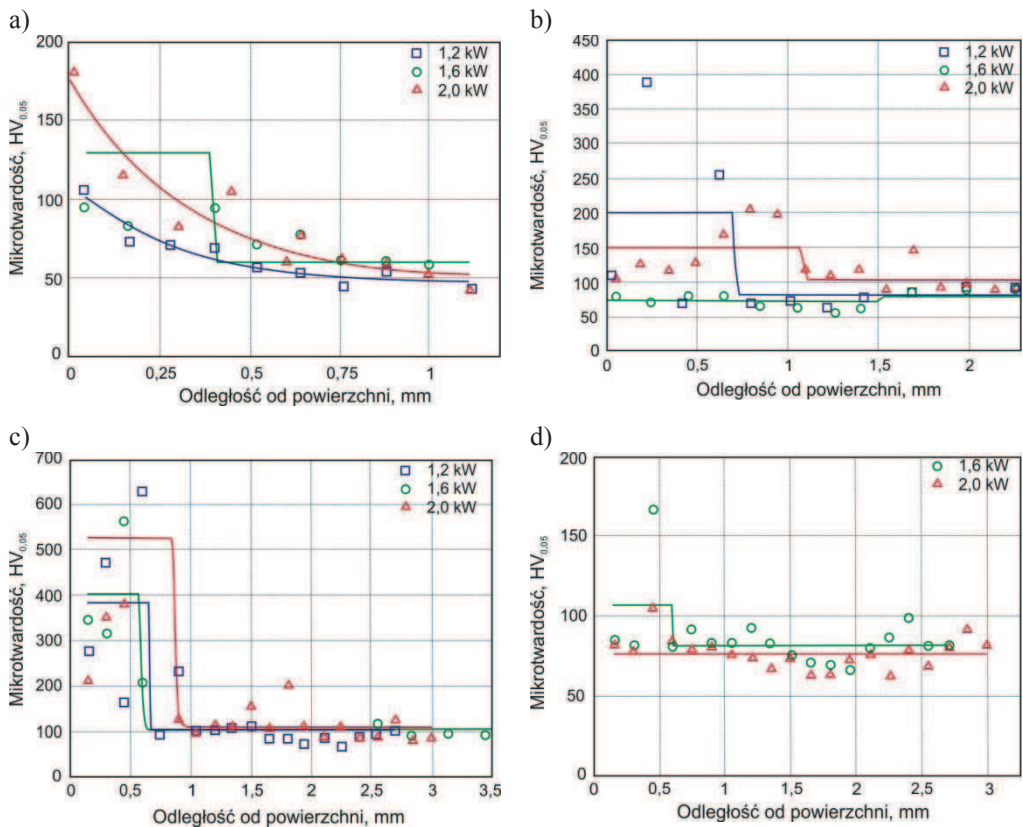 a)
200
150
100
50
0
Mikrotwardość, HV0,05
1,2 kW
1,6 kW
2,0 kW
0 0,25 0,5 0,75 1
Odległość od powierzchni, mm
b)
450
400
350
300
250
200
150
100
50
0
Mikrotwardość, HV0,05
1,2 kW
1,6 kW
2,0 kW
0 0,5 1 1,5 2
Odległość od powierzchni, mm
c)
700
600
500
400
300
200
100
0
Mikrotwardość, HV0,05
1,2 kW
1,6 kW
2,0 kW
0 0,5 1 1,5 2 2,5 3 3,5
Odległość od powierzchni, mm
d)
200
150
100
50
0
Mikrotwardość, HV0,05
1,6 kW
2,0 kW
0 0,5 1 1,5 2 2,5 3
Odległość od powierzchni, mm